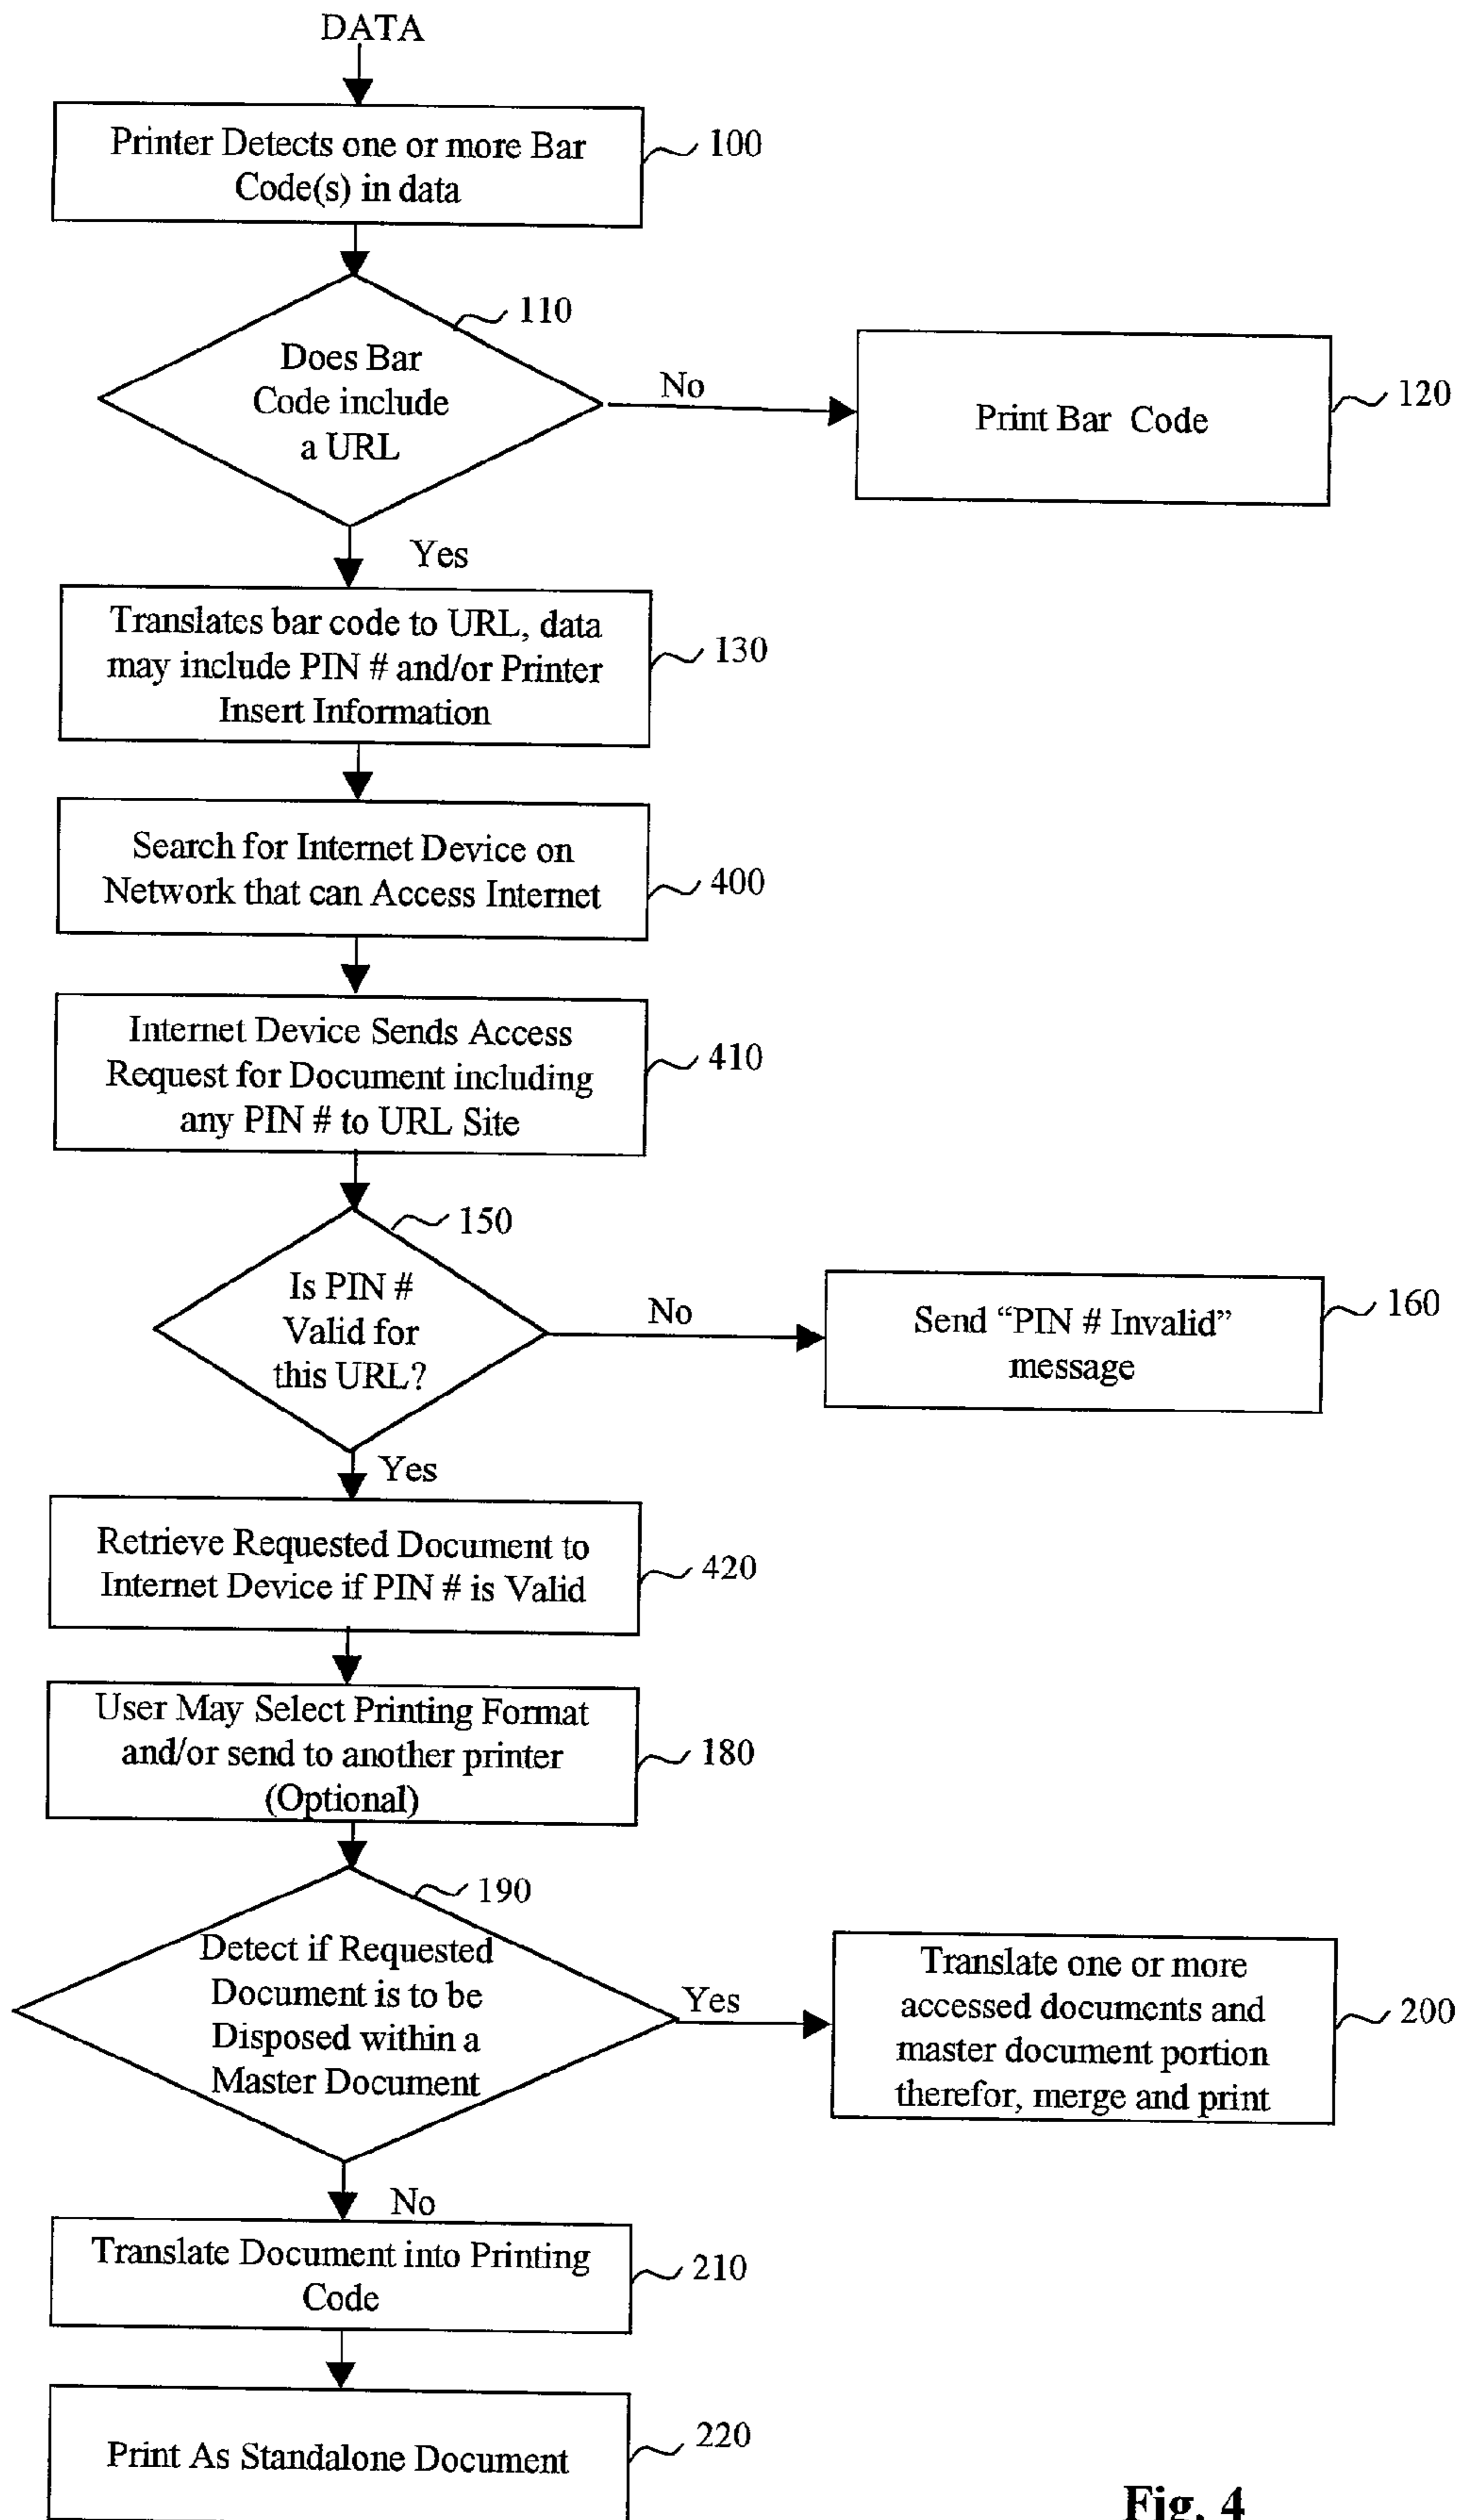 DATA
Printer Detects one or more Bar
Code(s) in data
100
110
Does Bar
Code include
a URL
No
Print Bar Code
120
Yes
Translates bar code to URL, data
may include PIN # and/or Printer
Insert Information
130
Search for Internet Device on
Network that can Access Internet
400
Internet Device Sends Access
Request for Document including
any PIN # to URL Site
410
150
Is PIN #
Valid for
this URL?
No
Send “PIN # Invalid”
message
160
Yes
Retrieve Requested Document to
Internet Device if PIN # is Valid
420
User May Select Printing Format
and/or send to another printer
(Optional)
180
190
Detect if Requested
Document is to be
Disposed within a
Master Document
Yes
Translate one or more
accessed documents and
master document portion
therefor, merge and print
200
No
Translate Document into Printing
Code
210
Print As Standalone Document
220
Fig. 4